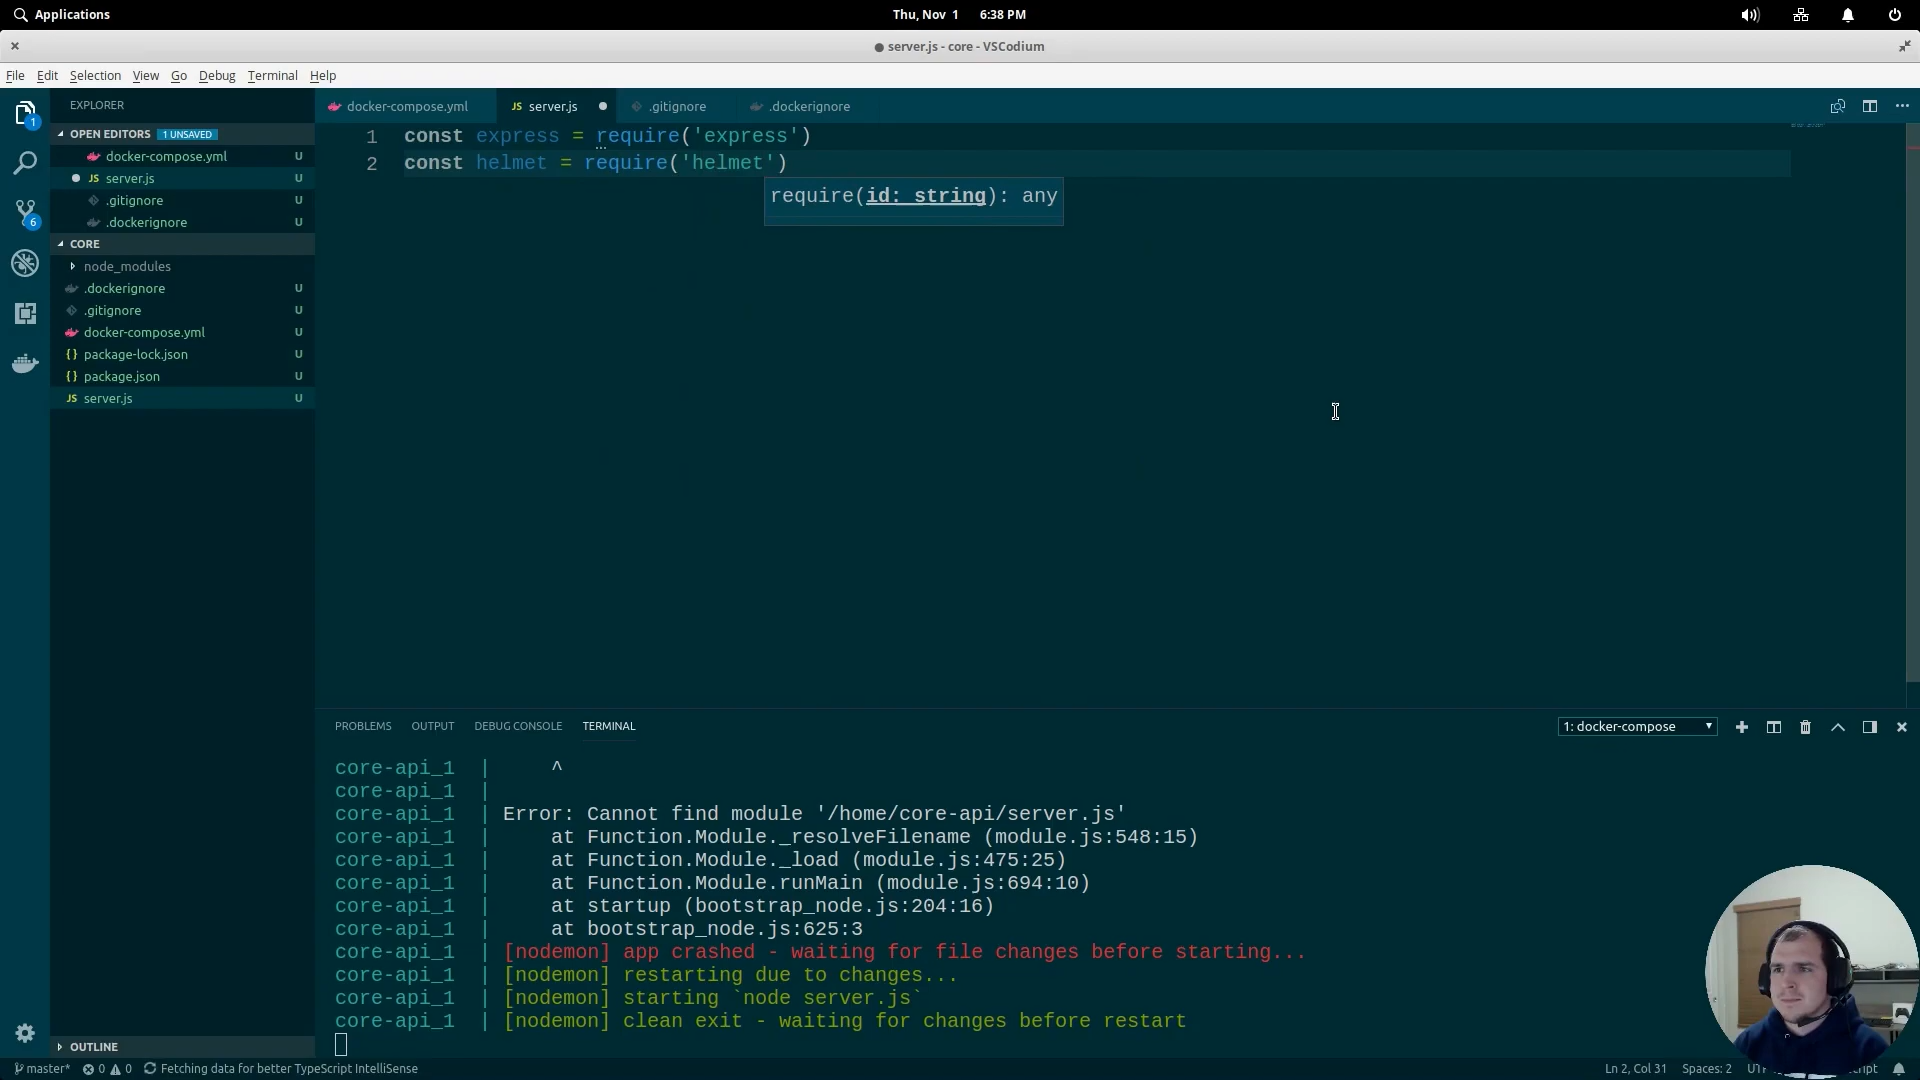 Applications
Thu, Nov 1 6:38 PM
● server.js - core - VSCodium
File Edit Selection View Go Debug Terminal Help
EXPLORER
docker-compose.yml
JS server.js
.gitignore
.dockerignore
1
OPEN EDITORS 1 UNSAVED
docker-compose.yml U
JS server.js U
.gitignore U
.dockerignore U
6
CORE
node_modules
.dockerignore U
.gitignore U
docker-compose.yml U
{} package-lock.json U
{} package.json U
JS server.js U
OUTLINE
1 const express = require('express')
2 const helmet = require('helmet')
require(id: string): any
PROBLEMS OUTPUT DEBUG CONSOLE TERMINAL
1: docker-compose
core-api_1 | ^
core-api_1 |
core-api_1 | Error: Cannot find module '/home/core-api/server.js'
core-api_1 | at Function.Module._resolveFilename (module.js:548:15)
core-api_1 | at Function.Module._load (module.js:475:25)
core-api_1 | at Function.Module.runMain (module.js:694:10)
core-api_1 | at startup (bootstrap_node.js:204:16)
core-api_1 | at bootstrap_node.js:625:3
core-api_1 | [nodemon] app crashed - waiting for file changes before starting...
core-api_1 | [nodemon] restarting due to changes...
core-api_1 | [nodemon] starting `node server.js`
core-api_1 | [nodemon] clean exit - waiting for changes before restart
master* 0 0 Fetching data for better TypeScript IntelliSense
Ln 2, Col 31 Spaces: 2